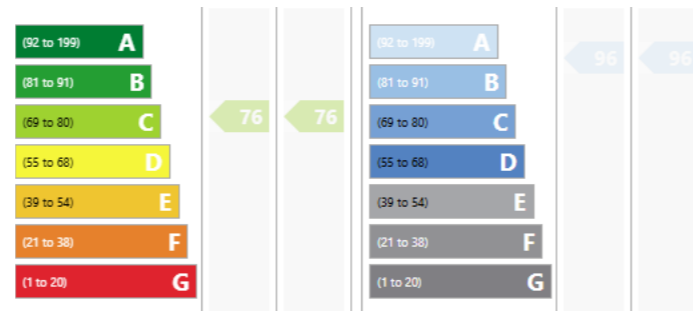 (92 to 199) A
(81 to 91) B
(69 to 80) C
(55 to 68) D
(39 to 54) E
(21 to 38) F
(1 to 20) G
76 76
(92 to 199) A
(81 to 91) B
(69 to 80) C
(55 to 68) D
(39 to 54) E
(21 to 38) F
(1 to 20) G
96 96